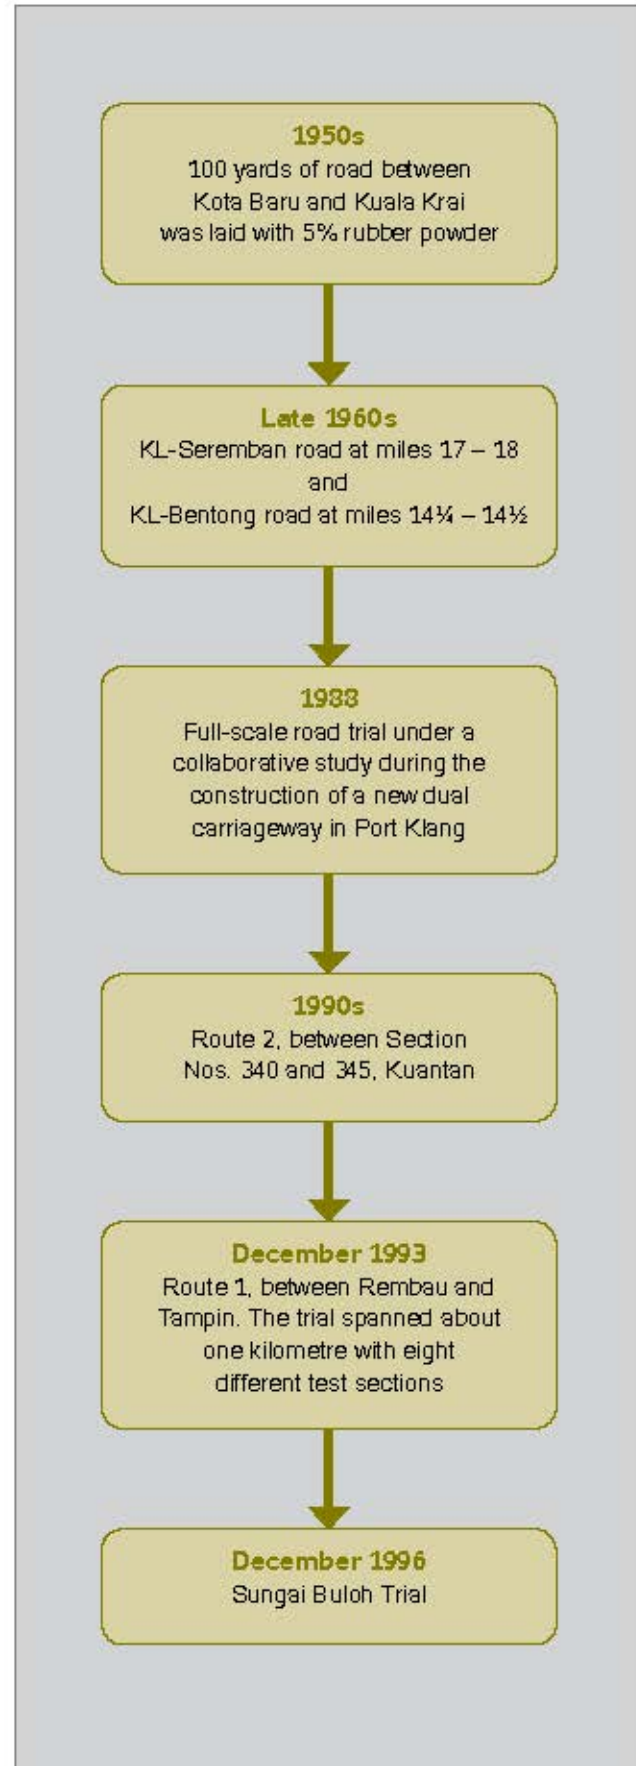 1950s
100 yards of road between
Kota Baru and Kuala Krai
was laid with 5% rubber powder
Late 1960s
KL-Seremban road at miles 17 – 18
and
KL-Bentong road at miles 14¼ – 14½
1988
Full-scale road trial under a
collaborative study during the
construction of a new dual
carriageway in Port Klang
1990s
Route 2, between Section
Nos. 340 and 345, Kuantan
December 1993
Route 1, between Rembau and
Tampin. The trial spanned about
one kilometre with eight
different test sections
December 1996
Sungai Buloh Trial